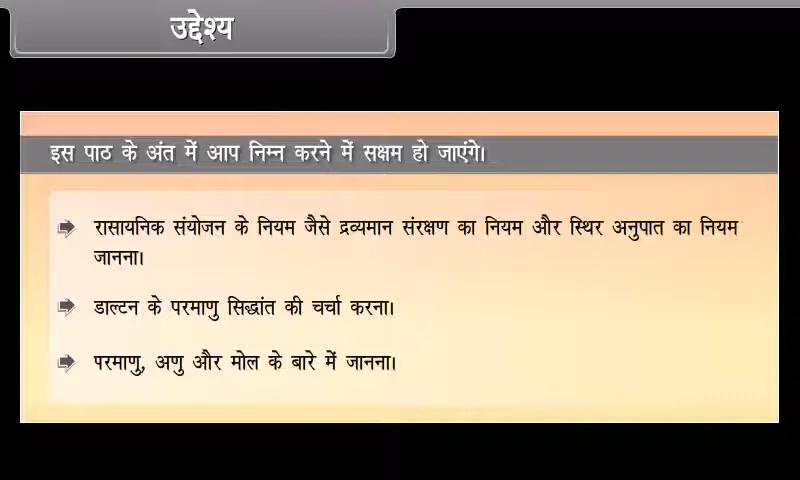 उद्देश्य
इस पाठ के अंत में आप निम्न करने में सक्षम हो जाएंगे।
रासायनिक संयोजन के नियम जैसे द्रव्यमान संरक्षण का नियम और स्थिर अनुपात का नियम
जानना।
डाल्टन के परमाणु सिद्धांत की चर्चा करना।
परमाणु, अणु और मोल के बारे में जानना।